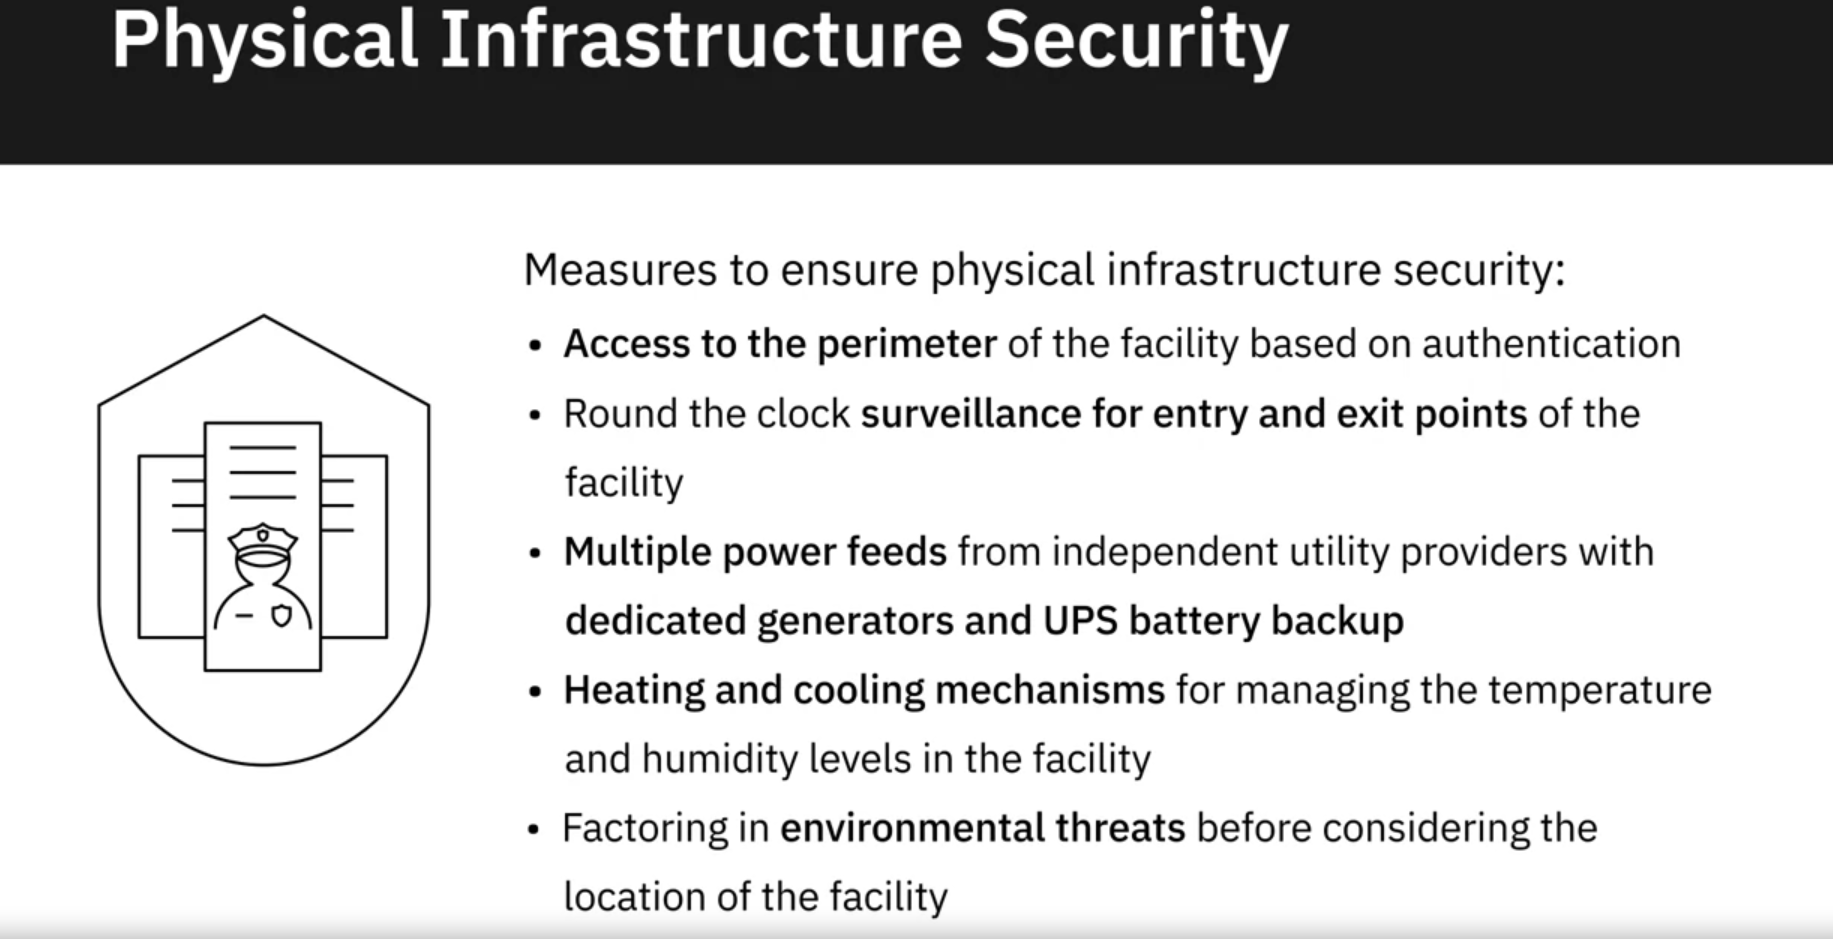 Physical Infrastructure Security
Measures to ensure physical infrastructure security:
• Access to the perimeter of the facility based on authentication
• Round the clock surveillance for entry and exit points of the
facility
• Multiple power feeds from independent utility providers with
dedicated generators and UPS battery backup
• Heating and cooling mechanisms for managing the temperature
and humidity levels in the facility
• Factoring in environmental threats before considering the
location of the facility